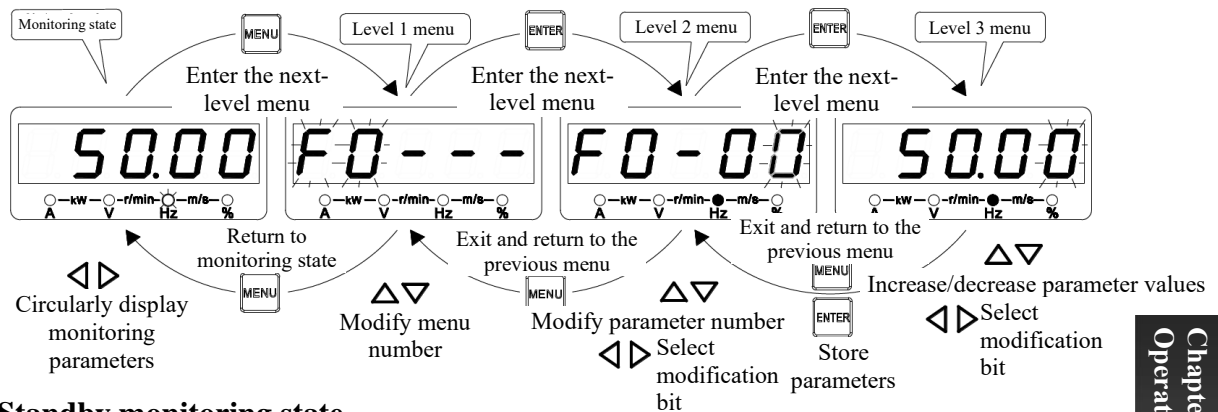 Monitoring state
MENU
Level 1 menu
ENTER
Level 2 menu
ENTER
Level 3 menu
Enter the next-
level menu
Enter the next-
level menu
Enter the next-
level menu
50.00
F0---
F0-00
50.00
A kW V r/min Hz m/s %
A kW V r/min Hz m/s %
A kW V r/min Hz m/s %
kW V r/min Hz m/s %
Return to
monitoring state
MENU
Exit and return to the
previous menu
MENU
Exit and return to the
previous menu
MENU
ENTER
Circularly display
monitoring
parameters
Modify menu
number
Modify parameter number
Select
modification
bit
Store
parameters
Increase/decrease parameter values
Select
modification
bit
Standby monitoring state
Chapte
Operat